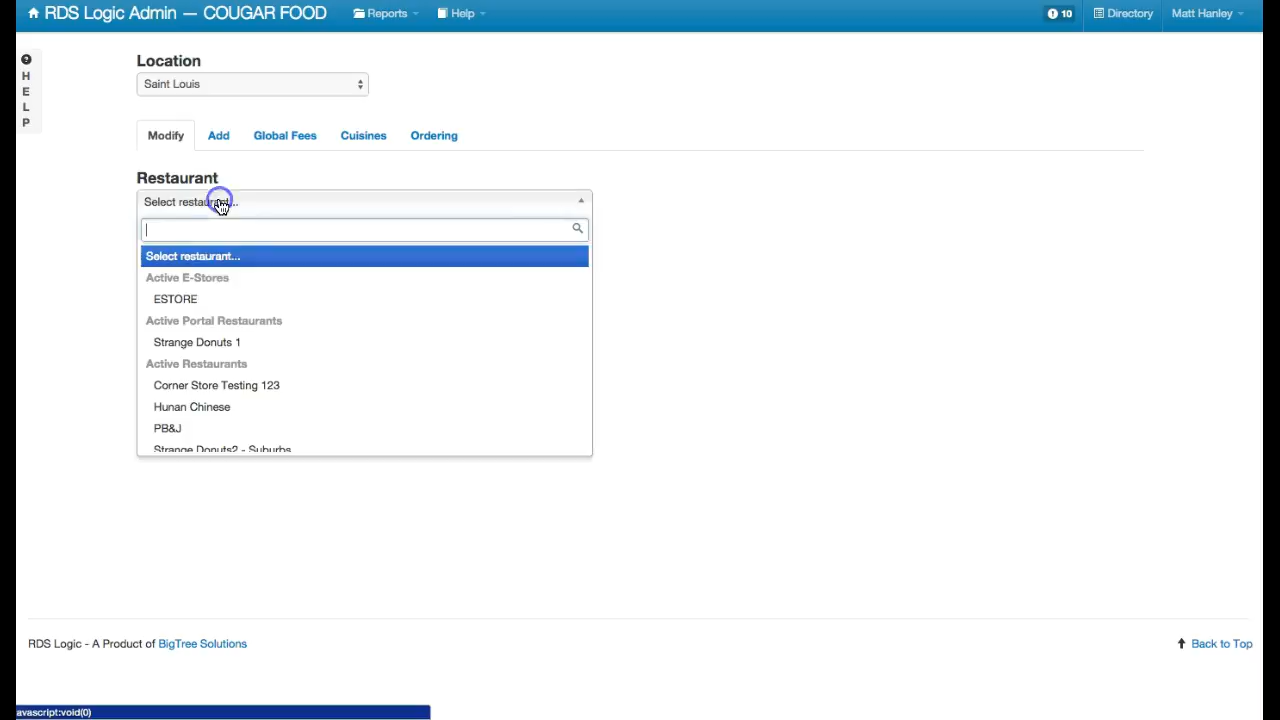 RDS Logic Admin — COUGAR FOOD Reports Help 10 Directory Matt Hanley
HELP
Location
Saint Louis
Modify Add Global Fees Cuisines Ordering
Restaurant
Select restaurant...
Select restaurant...
Active E-Stores
ESTORE
Active Portal Restaurants
Strange Donuts 1
Active Restaurants
Corner Store Testing 123
Hunan Chinese
PB&J
Strange Donuts2 - Suburbs
RDS Logic - A Product of BigTree Solutions Back to Top
avascript:void(0)